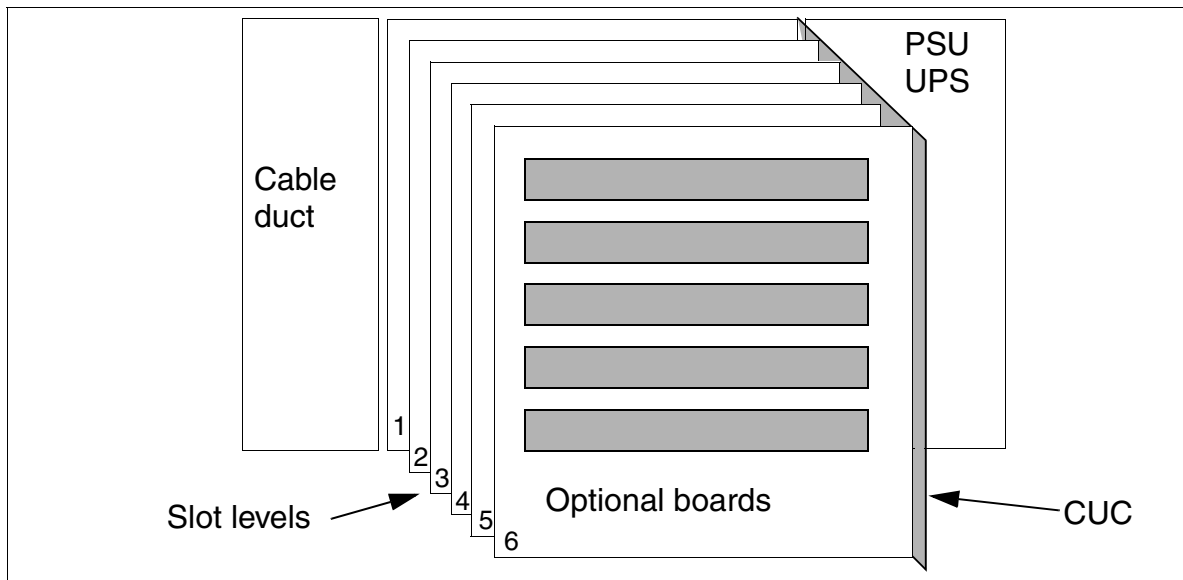 PSU
UPS
Cable
duct
1
2
3
4
5
6
Optional boards
Slot levels
CUC